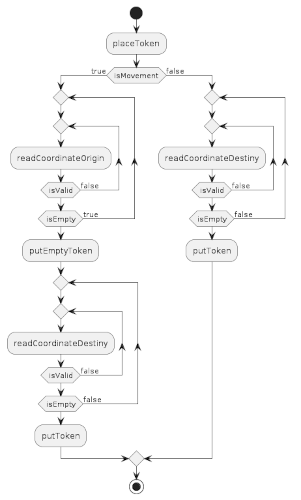 placeToken
true
isMovement
false
readCoordinateOrigin
isValid
false
isEmpty
true
putEmptyToken
readCoordinateDestiny
isValid
false
isEmpty
false
putToken
readCoordinateDestiny
isValid
false
isEmpty
false
putToken